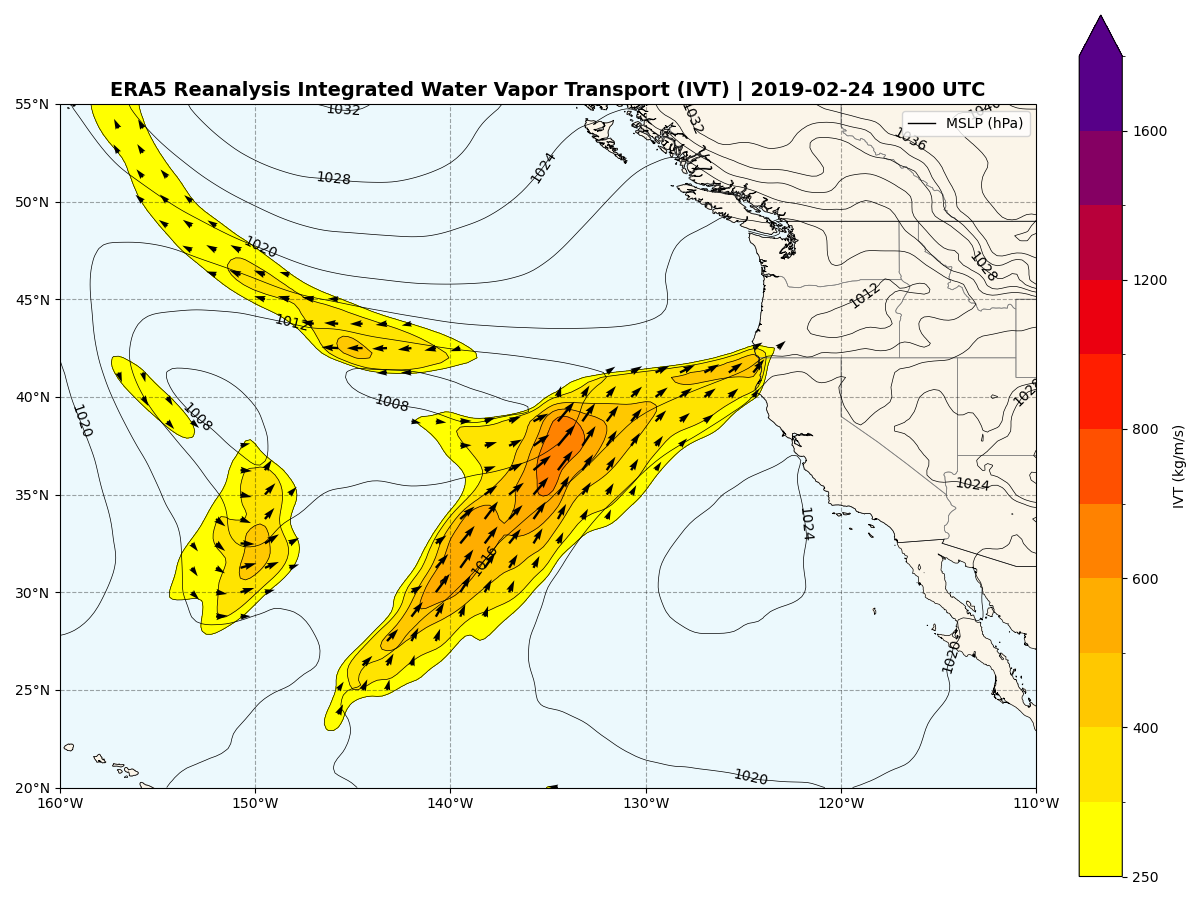 ERA5 Reanalysis Integrated Water Vapor Transport (IVT) | 2019-02-24 1900 UTC
MSLP (hPa)
55°N
50°N
45°N
40°N
35°N
30°N
25°N
20°N
160°W
150°W
140°W
130°W
120°W
110°W
1032
1032
1040
1036
1028
1024
1020
1028
1012
1012
1008
1008
1020
1020
1024
1024
1016
1020
1020
1600
1200
800
600
400
250
IVT (kg/m/s)